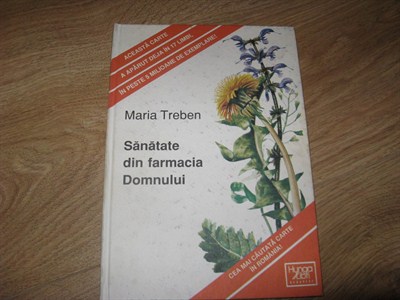 ACEASTĂ CARTE
A APĂRUT DEJA ÎN 17 LIMBI,
ÎN PESTE 5 MILIOANE DE EXEMPLARE!
Maria Treben
Sănătate
din farmacia
Domnului
CEA MAI CĂUTATĂ CARTE
ÎN ROMÂNIA!